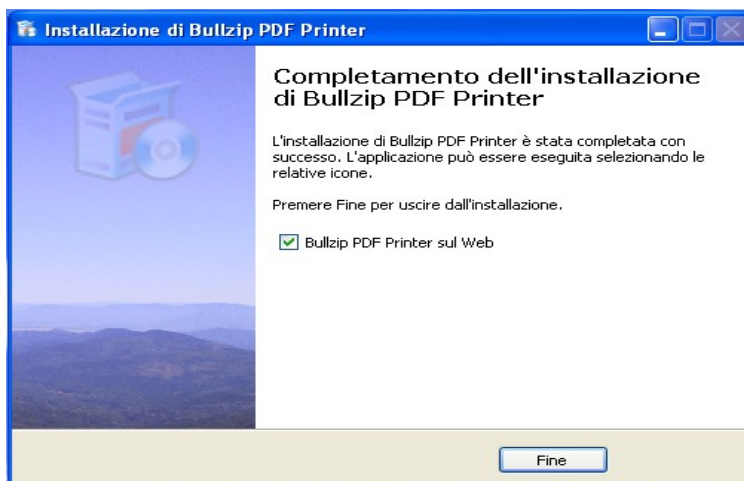 Installazione di Bullzip PDF Printer
Completamento dell'installazione
di Bullzip PDF Printer
L'installazione di Bullzip PDF Printer è stata completata con
successo. L'applicazione può essere eseguita selezionando le
relative icone.
Premere Fine per uscire dall'installazione.
Bullzip PDF Printer sul Web
Fine